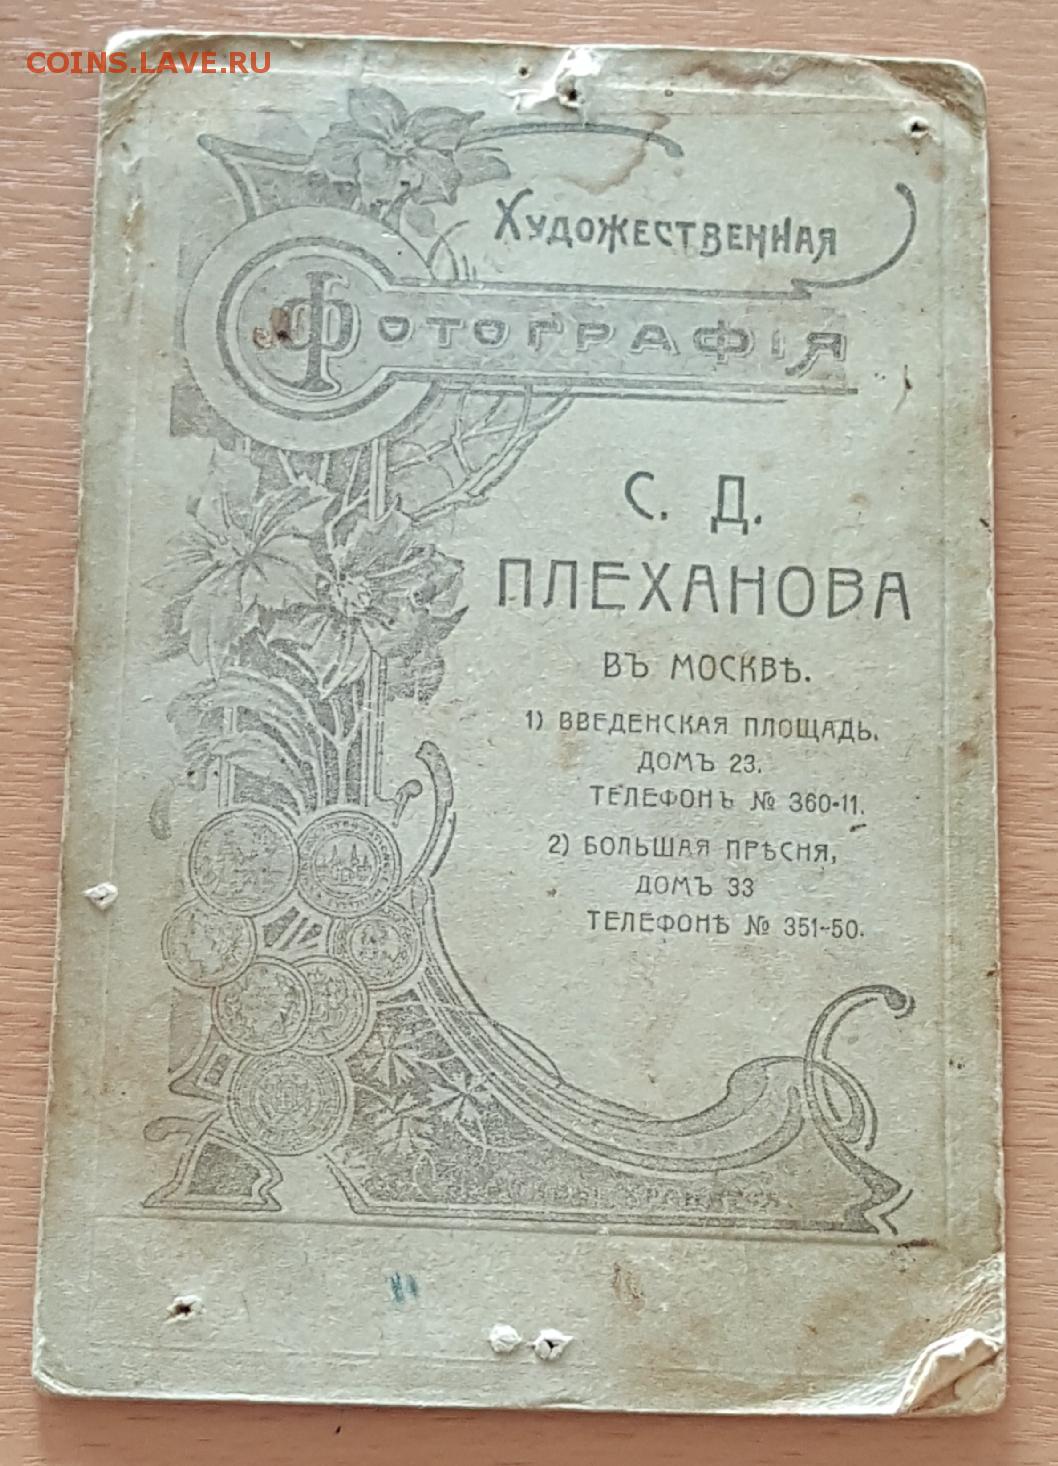 COINS.LAVE.RU
Художественная
Фотографія
С. Д.
ПЛЕХАНОВА
ВЪ МОСКВѢ.
1) ВВЕДЕНСКАЯ ПЛОЩАДЬ,
ДОМЪ 23.
ТЕЛЕФОНЪ № 360-11.
2) БОЛЬШАЯ ПРѢСНЯ,
ДОМЪ 33
ТЕЛЕФОНѢ № 351-50.